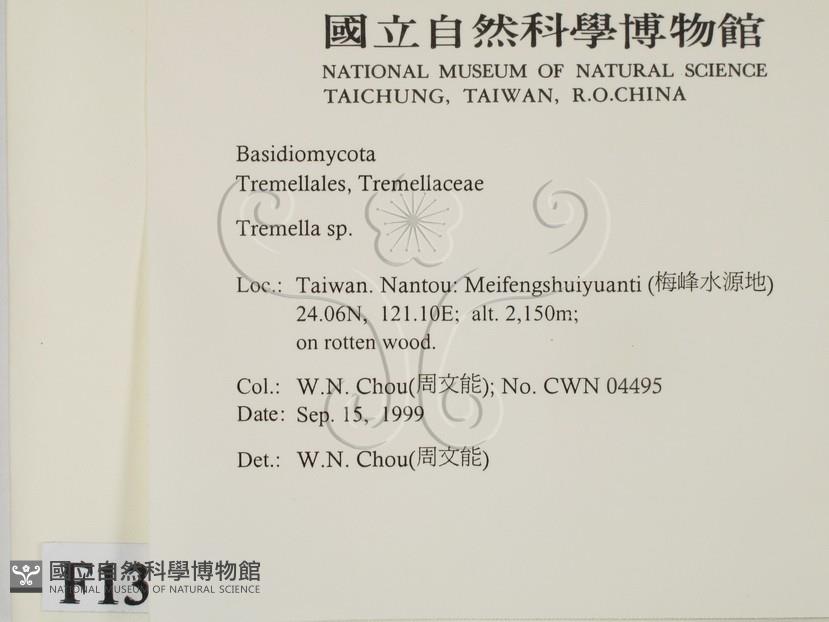 國立自然科學博物館
NATIONAL MUSEUM OF NATURAL SCIENCE
TAICHUNG, TAIWAN, R.O.CHINA
Basidiomycota
Tremellales, Tremellaceae
Tremella sp.
Loc.: Taiwan. Nantou: Meifengshuiyuanti (梅峰水源地)
24.06N, 121.10E; alt. 2,150m;
on rotten wood.
Col.: W.N. Chou(周文能); No. CWN 04495
Date: Sep. 15, 1999
Det.: W.N. Chou(周文能)
F13
國立自然科學博物館
NATIONAL MUSEUM OF NATURAL SCIENCE